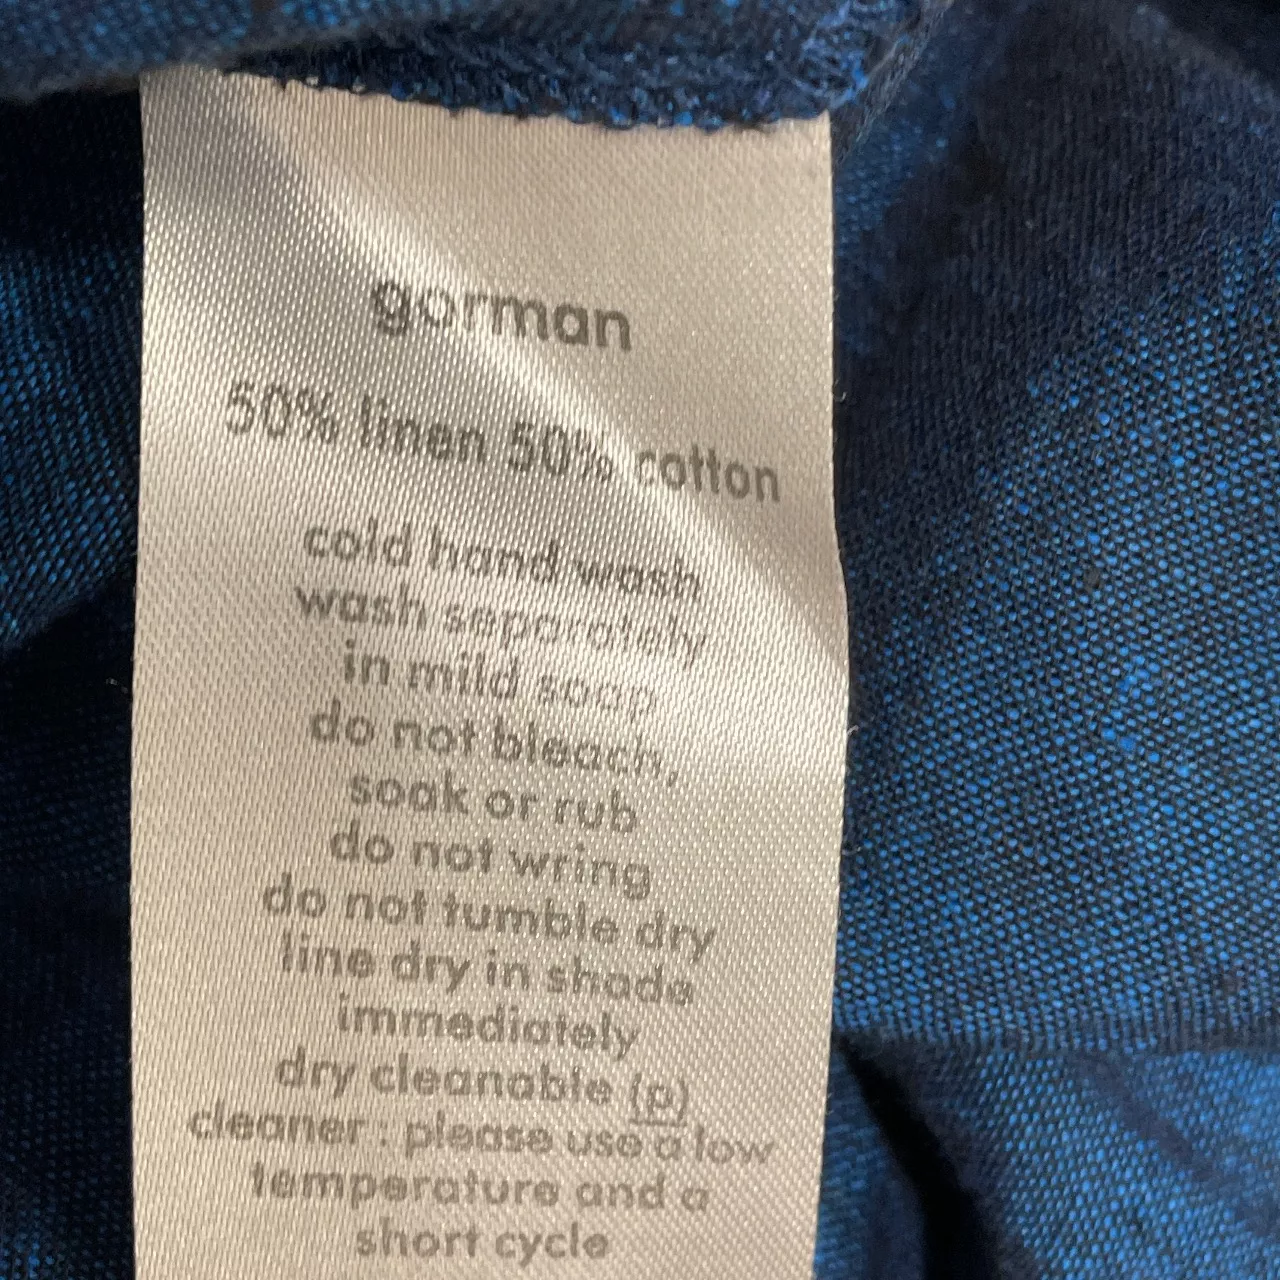 gorman
50% linen 50% cotton
cold hand wash
wash separately
in mild soap
do not bleach,
soak or rub
do not wring
do not tumble dry
line dry in shade
immediately
dry cleanable (p)
cleaner : please use a low
temperature and a
short cycle